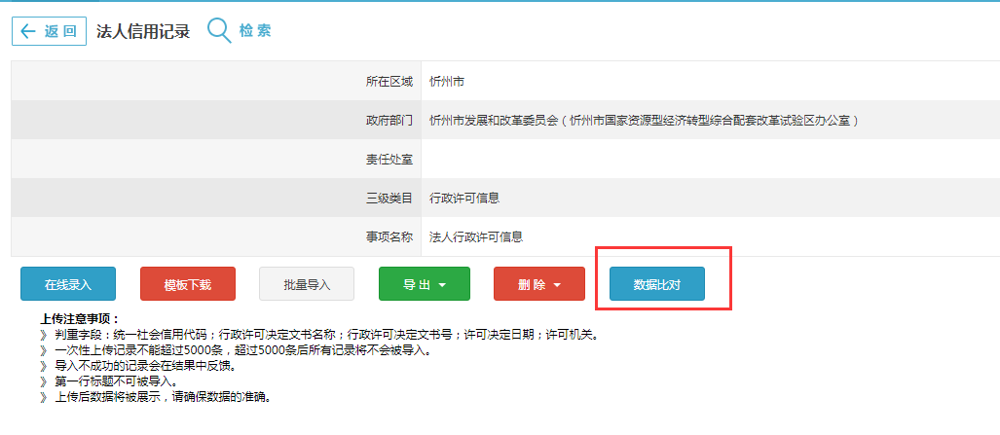 返 回 法人信用记录 检 索
所在区域 忻州市
政府部门 忻州市发展和改革委员会（忻州市国家资源型经济转型综合配套改革试验区办公室）
责任处室
三级类目 行政许可信息
事项名称 法人行政许可信息
在线录入 模板下载 批量导入 导 出 删 除 数据比对
上传注意事项：
》 判重字段：统一社会信用代码；行政许可决定文书名称；行政许可决定文书号；许可决定日期；许可机关。
》 一次性上传记录不能超过5000条，超过5000条后所有记录将不会被导入。
》 导入不成功的记录会在结果中反馈。
》 第一行标题不可被导入。
》 上传后数据将被展示，请确保数据的准确。